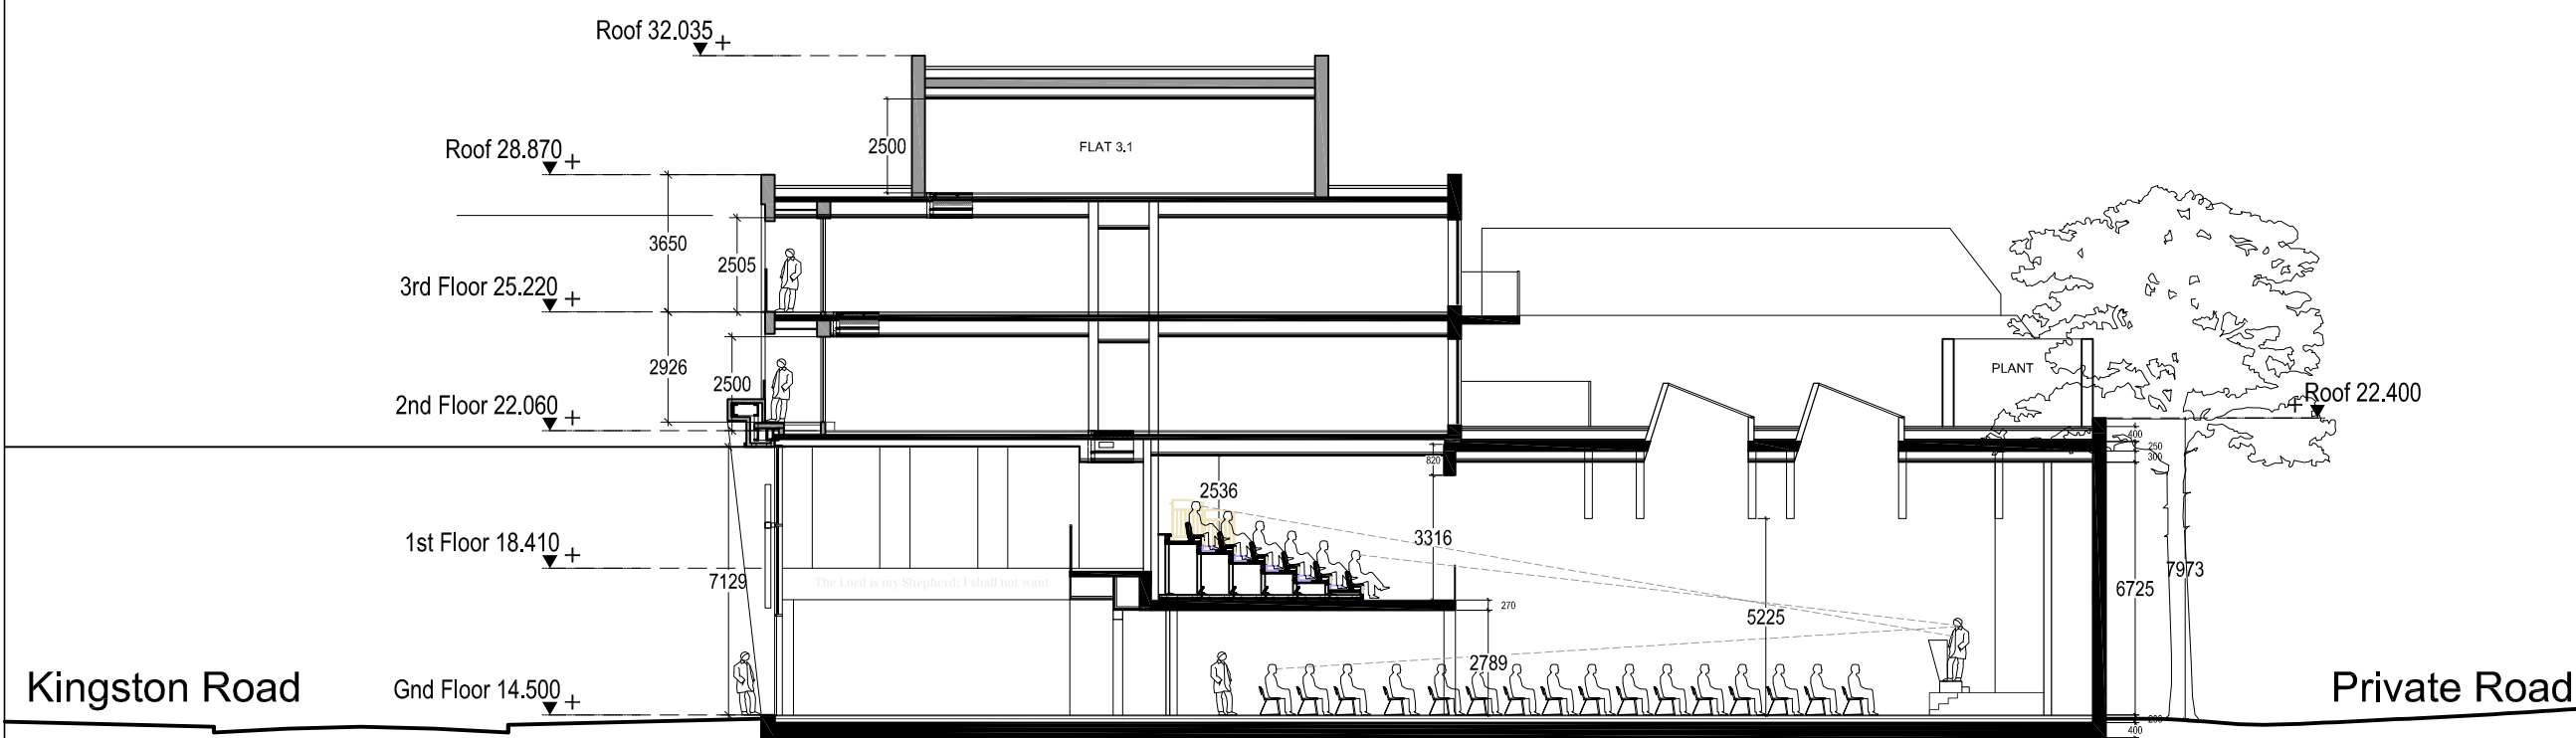 Roof 32.035
2500
FLAT 3.1
Roof 28.870
3650
2505
3rd Floor 25.220
2926
2500
PLANT
Roof 22.400
2nd Floor 22.060
400
250
300
820
2536
3316
1st Floor 18.410
7129
The Lord is my Shepherd; I shall not want
270
5225
6725
7973
2789
Kingston Road
Gnd Floor 14.500
Private Road
400